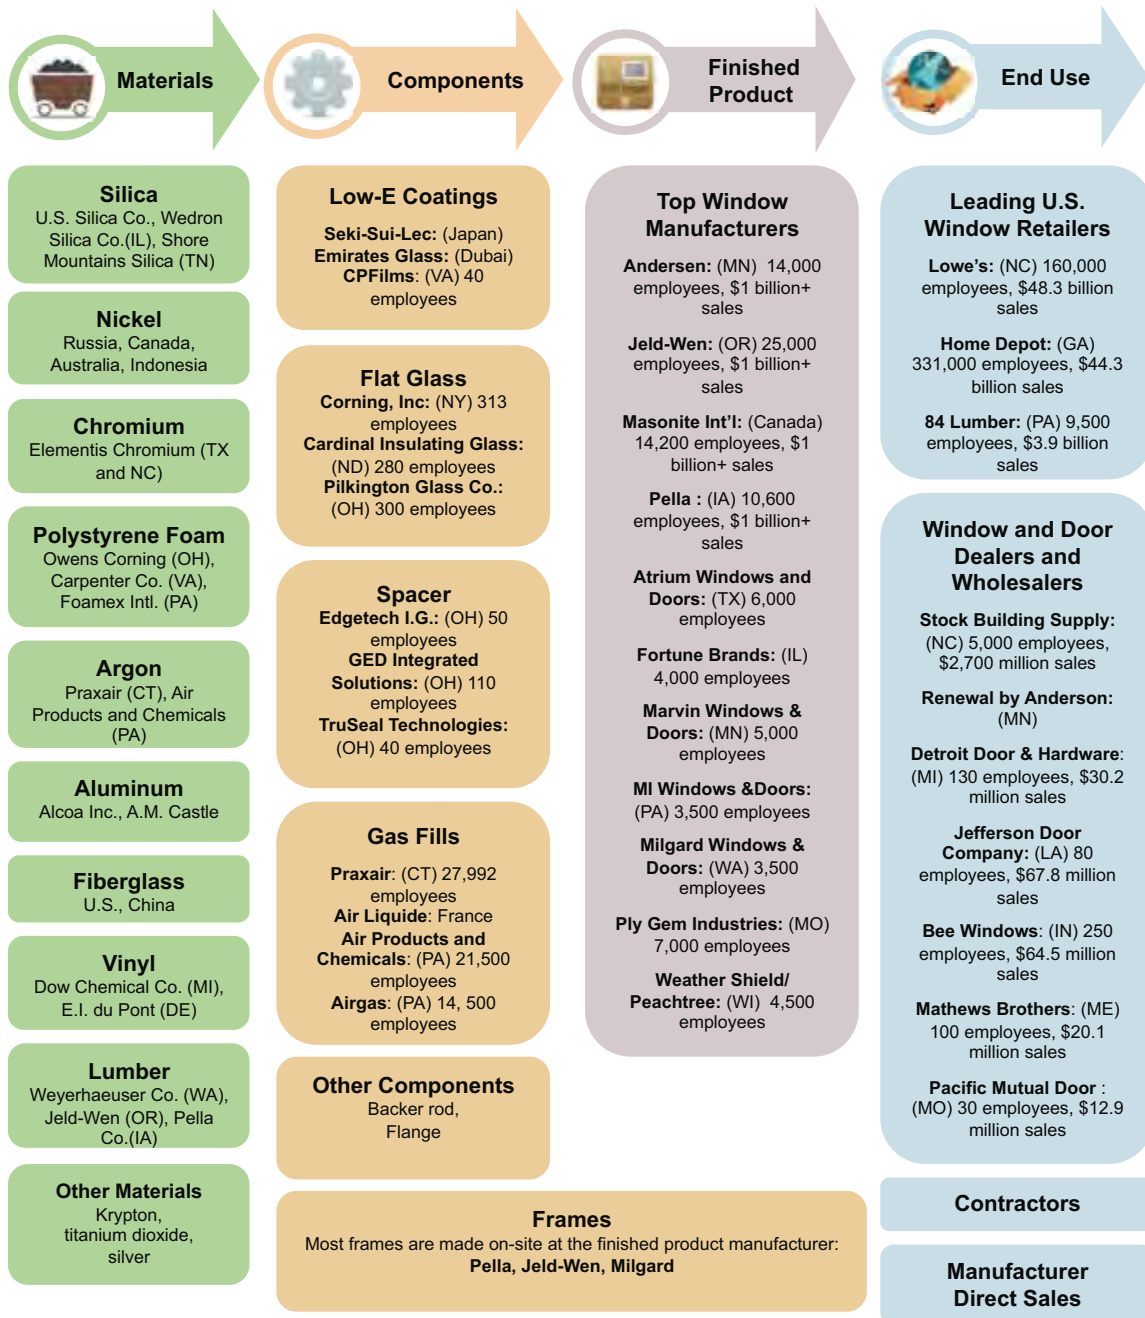 Materials
Components
Finished
Product
End Use
Silica
U.S. Silica Co., Wedron
Silica Co.(IL), Shore
Mountains Silica (TN)
Nickel
Russia, Canada,
Australia, Indonesia
Chromium
Elementis Chromium (TX
and NC)
Polystyrene Foam
Owens Corning (OH),
Carpenter Co. (VA),
Foamex Intl. (PA)
Argon
Praxair (CT), Air
Products and Chemicals
(PA)
Aluminum
Alcoa Inc., A.M. Castle
Fiberglass
U.S., China
Vinyl
Dow Chemical Co. (MI),
E.I. du Pont (DE)
Lumber
Weyerhaeuser Co. (WA),
Jeld-Wen (OR), Pella
Co.(IA)
Other Materials
Krypton,
titanium dioxide,
silver
Low-E Coatings
Seki-Sui-Lec: (Japan)
Emirates Glass: (Dubai)
CPFilms: (VA) 40
employees
Flat Glass
Corning, Inc: (NY) 313
employees
Cardinal Insulating Glass:
(ND) 280 employees
Pilkington Glass Co.:
(OH) 300 employees
Spacer
Edgetech I.G.: (OH) 50
employees
GED Integrated
Solutions: (OH) 110
employees
TruSeal Technologies:
(OH) 40 employees
Gas Fills
Praxair: (CT) 27,992
employees
Air Liquide: France
Air Products and
Chemicals: (PA) 21,500
employees
Airgas: (PA) 14, 500
employees
Other Components
Backer rod,
Flange
Frames
Most frames are made on-site at the finished product manufacturer:
Pella, Jeld-Wen, Milgard
Top Window
Manufacturers
Andersen: (MN) 14,000
employees, $1 billion+
sales
Jeld-Wen: (OR) 25,000
employees, $1 billion+
sales
Masonite Int'l: (Canada)
14,200 employees, $1
billion+ sales
Pella : (IA) 10,600
employees, $1 billion+
sales
Atrium Windows and
Doors: (TX) 6,000
employees
Fortune Brands: (IL)
4,000 employees
Marvin Windows &
Doors: (MN) 5,000
employees
MI Windows &Doors:
(PA) 3,500 employees
Milgard Windows &
Doors: (WA) 3,500
employees
Ply Gem Industries: (MO)
7,000 employees
Weather Shield/
Peachtree: (WI) 4,500
employees
Leading U.S.
Window Retailers
Lowe's: (NC) 160,000
employees, $48.3 billion
sales
Home Depot: (GA)
331,000 employees, $44.3
billion sales
84 Lumber: (PA) 9,500
employees, $3.9 billion
sales
Window and Door
Dealers and
Wholesalers
Stock Building Supply:
(NC) 5,000 employees,
$2,700 million sales
Renewal by Anderson:
(MN)
Detroit Door & Hardware:
(MI) 130 employees, $30.2
million sales
Jefferson Door
Company: (LA) 80
employees, $67.8 million
sales
Bee Windows: (IN) 250
employees, $64.5 million
sales
Mathews Brothers: (ME)
100 employees, $20.1
million sales
Pacific Mutual Door :
(MO) 30 employees, $12.9
million sales
Contractors
Manufacturer
Direct Sales